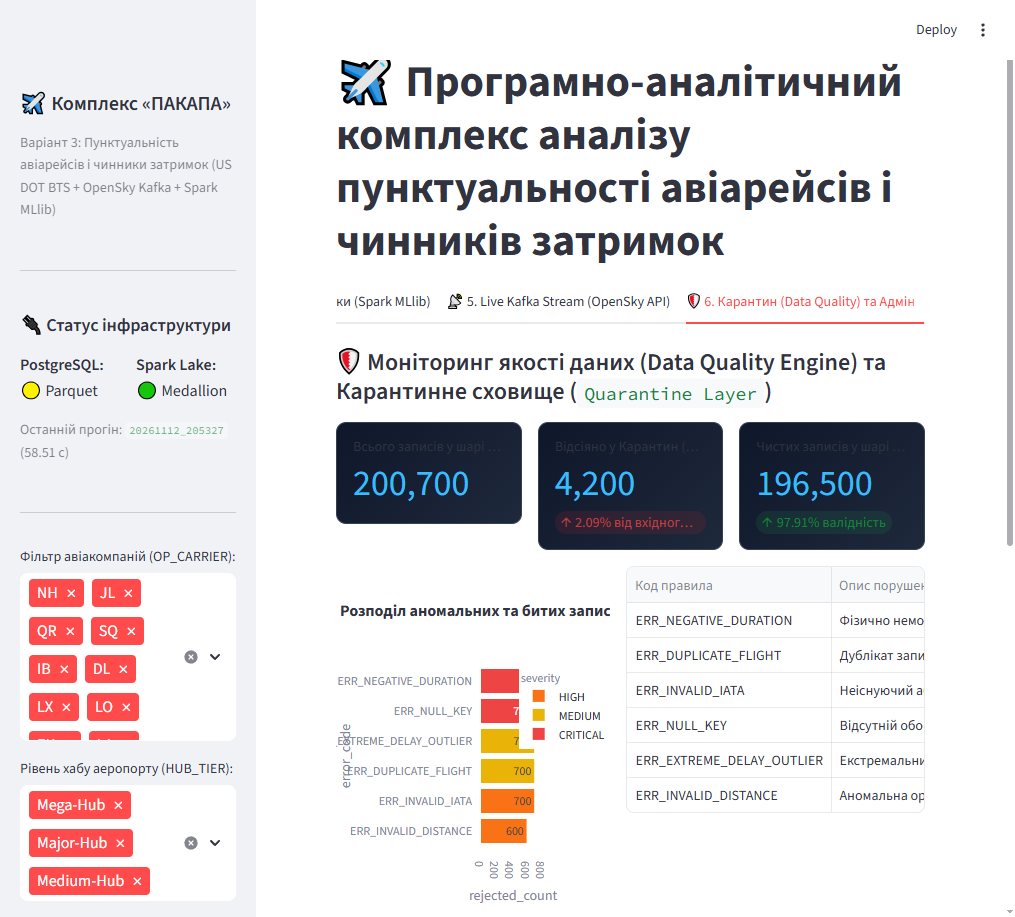 Deploy
Комплекс «ПАКАПА»
Варіант 3: Пунктуальність
авіарейсів і чинники затримок (US
DOT BTS + OpenSky Kafka + Spark
MLlib)
Статус інфраструктури
PostgreSQL: Spark Lake:
Parquet Medallion
Останній прогін: 20261112_205327
(58.51 с)
Фільтр авіакомпаній (OP_CARRIER):
NH × JL ×
QR × SQ ×
IB × DL ×
LX × LO ×
Рівень хабу аеропорту (HUB_TIER):
Mega-Hub ×
Major-Hub ×
Medium-Hub ×
Програмно-аналітичний
комплекс аналізу
пунктуальності авіарейсів і
чинників затримок
ки (Spark MLlib) 5. Live Kafka Stream (OpenSky API) 6. Карантин (Data Quality) та Адмін
Моніторинг якості даних (Data Quality Engine) та
Карантинне сховище ( Quarantine Layer )
Всього записів у шарі ...
200,700
Відсіяно у Карантин (...
4,200
↑ 2.09% від вхідног...
Чистих записів у шарі ...
196,500
↑ 97.91% валідність
Розподіл аномальних та битих запис
ERR_NEGATIVE_DURATION
ERR_NULL_KEY 7
EXTREME_DELAY_OUTLIER 7
ERR_DUPLICATE_FLIGHT 700
ERR_INVALID_IATA 700
ERR_INVALID_DISTANCE 600
error_code
0 200 400 600 800
rejected_count
severity
HIGH
MEDIUM
CRITICAL
Код правила Опис порушен
ERR_NEGATIVE_DURATION Фізично немо
ERR_DUPLICATE_FLIGHT Дублікат запи
ERR_INVALID_IATA Неіснуючий а
ERR_NULL_KEY Відсутній обо
ERR_EXTREME_DELAY_OUTLIER Екстремальни
ERR_INVALID_DISTANCE Аномальна ор